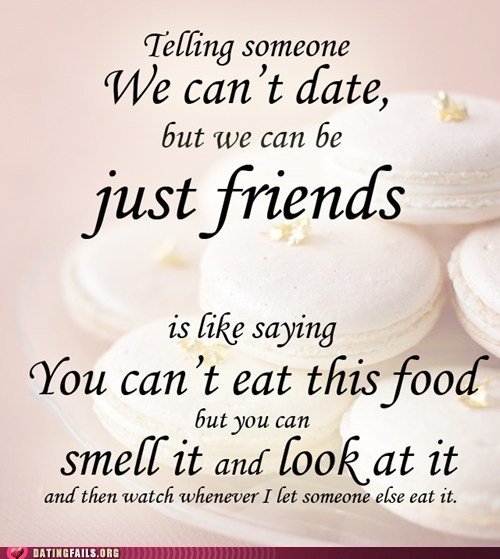 Telling someone
We can't date,
but we can be
just friends
is like saying
You can't eat this food
but you can
smell it and look at it
and then watch whenever I let someone else eat it.
DATINGFAILS.ORG